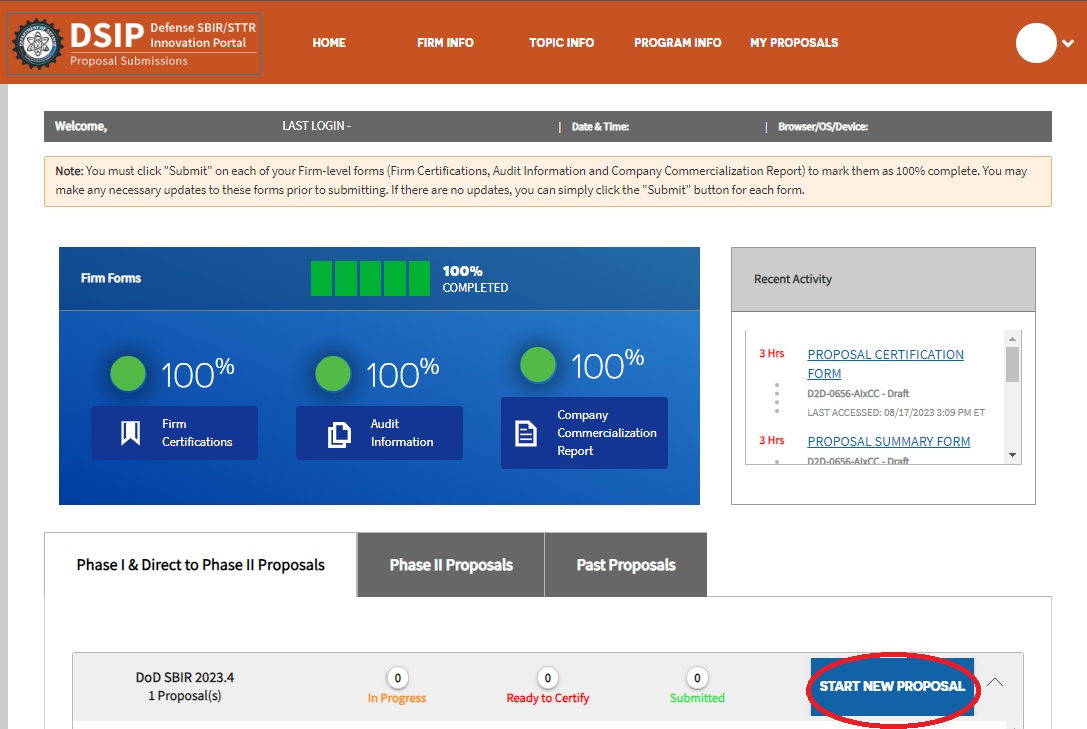 DSIP
Defense SBIR/STTR
Innovation Portal
Proposal Submissions
HOME
FIRM INFO
TOPIC INFO
PROGRAM INFO
MY PROPOSALS
Welcome,
LAST LOGIN -
| Date & Time:
| Browser/OS/Device:
Note: You must click "Submit" on each of your Firm-level forms (Firm Certifications, Audit Information and Company Commercialization Report) to mark them as 100% complete. You may
make any necessary updates to these forms prior to submitting. If there are no updates, you can simply click the "Submit" button for each form.
Firm Forms
100%
COMPLETED
100%
Firm
Certifications
100%
Audit
Information
100%
Company
Commercialization
Report
Recent Activity
3 Hrs
PROPOSAL CERTIFICATION
FORM
D2D-0656-AIxCC - Draft
LAST ACCESSED: 08/17/2023 3:09 PM ET
3 Hrs
PROPOSAL SUMMARY FORM
D2D-0656-AIxCC - Draft
Phase I & Direct to Phase II Proposals
Phase II Proposals
Past Proposals
DoD SBIR 2023.4
1 Proposal(s)
0
In Progress
0
Ready to Certify
0
Submitted
START NEW PROPOSAL